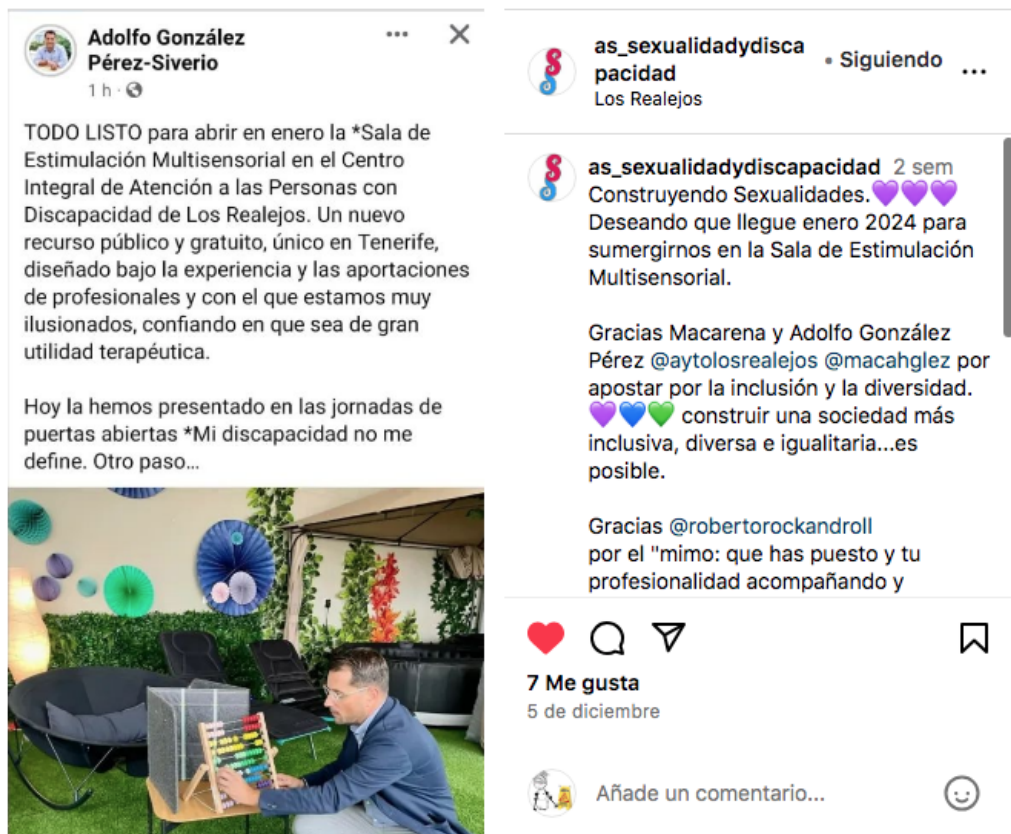 Adolfo González
Pérez-Siverio
1 h ·
TODO LISTO para abrir en enero la *Sala de
Estimulación Multisensorial en el Centro
Integral de Atención a las Personas con
Discapacidad de Los Realejos. Un nuevo
recurso público y gratuito, único en Tenerife,
diseñado bajo la experiencia y las aportaciones
de profesionales y con el que estamos muy
ilusionados, confiando en que sea de gran
utilidad terapéutica.
Hoy la hemos presentado en las jornadas de
puertas abiertas *Mi discapacidad no me
define. Otro paso...
as_sexualidadydisca
pacidad
• Siguiendo
Los Realejos
as_sexualidadydiscapacidad 2 sem
Construyendo Sexualidades.💜💜💜
Deseando que llegue enero 2024 para
sumergirnos en la Sala de Estimulación
Multisensorial.
Gracias Macarena y Adolfo González
Pérez @aytolosrealejos @macahglez por
apostar por la inclusión y la diversidad.
💜💙💚 construir una sociedad más
inclusiva, diversa e igualitaria...es
posible.
Gracias @robertorockandroll
por el "mimo: que has puesto y tu
profesionalidad acompañando y
7 Me gusta
5 de diciembre
Añade un comentario...